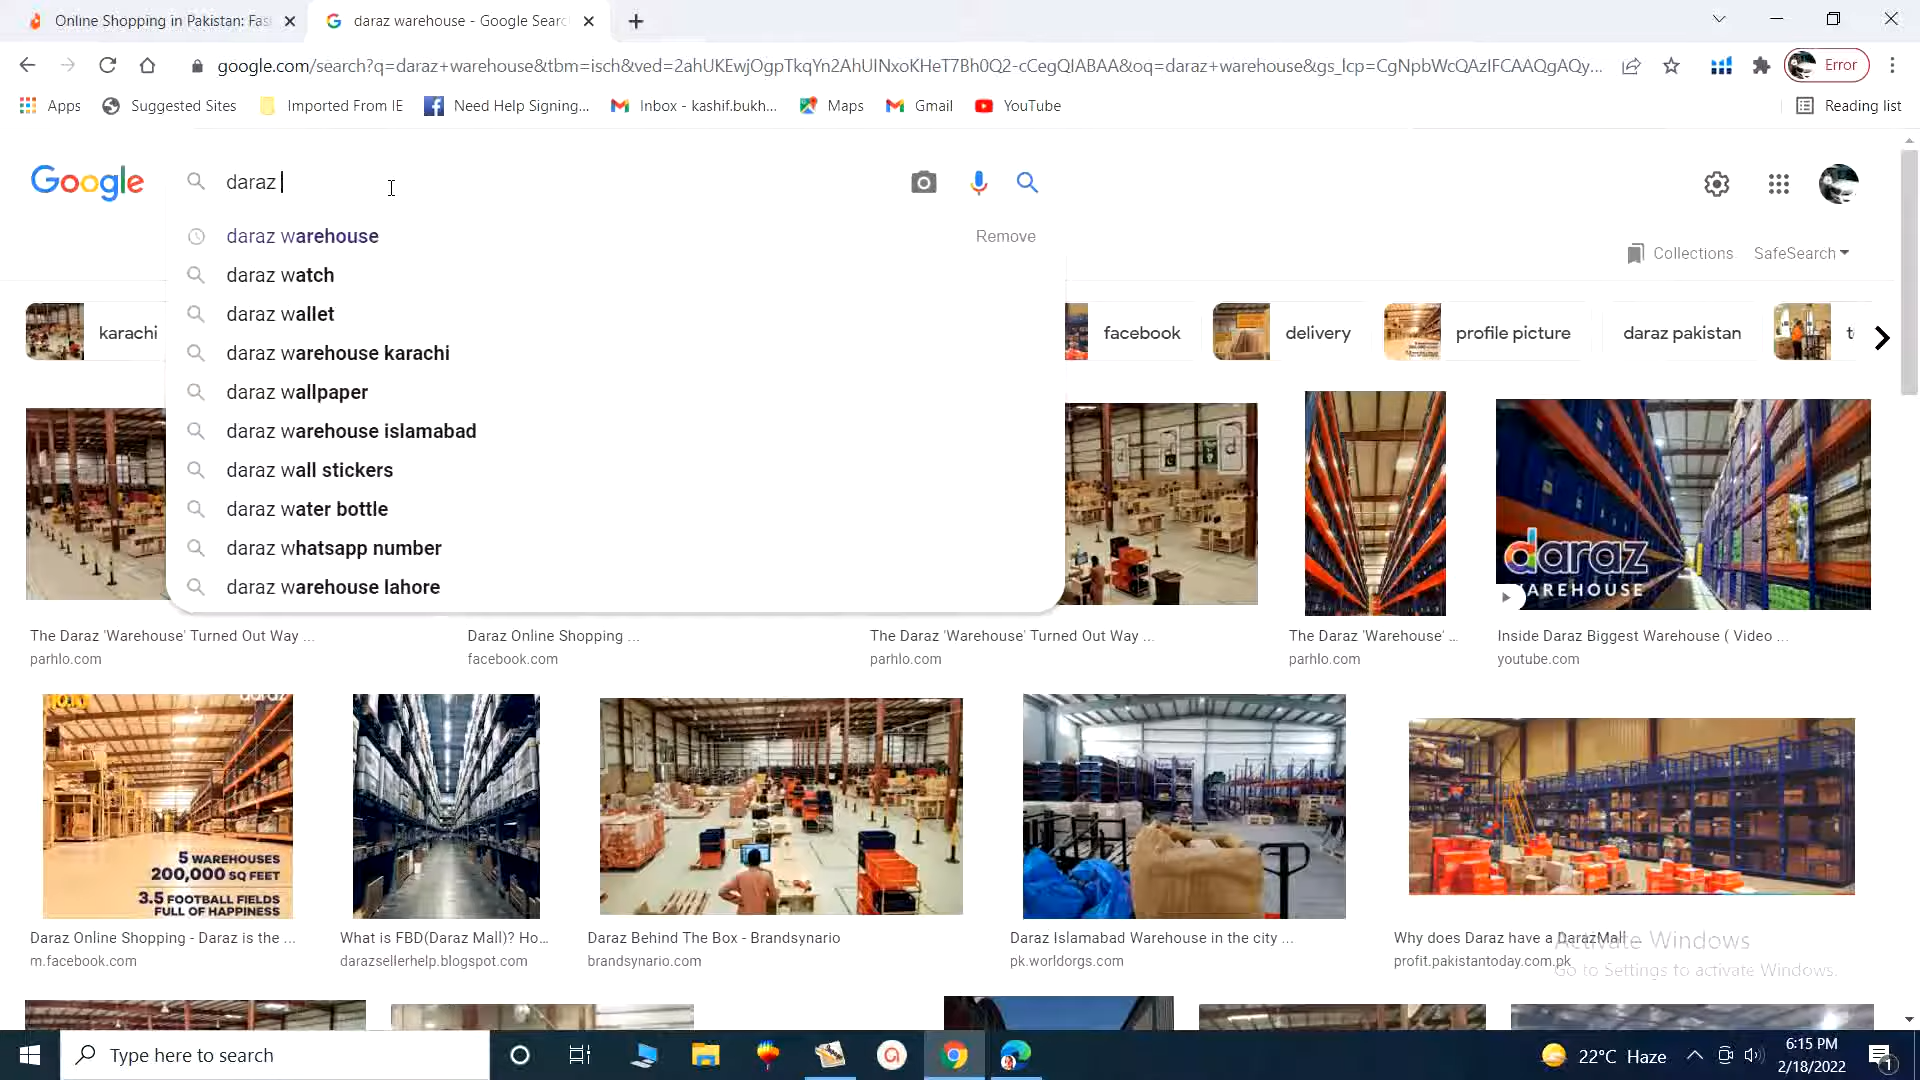 Online Shopping in Pakistan: Fas
daraz warehouse - Google Searc
google.com/search?q=daraz+warehouse&tbm=isch&ved=2ahUKEwjOgpTkqYn2AhUINxoKHeT7Bh0Q2-cCegQIABAA&oq=daraz+warehouse&gs_lcp=CgNpbWcQAzIFCAAQgAQy...
Error
Apps
Suggested Sites
Imported From IE
Need Help Signing...
Inbox - kashif.bukh...
Maps
Gmail
YouTube
Reading list
Google
daraz
daraz warehouse
Remove
daraz watch
daraz wallet
daraz warehouse karachi
daraz wallpaper
daraz warehouse islamabad
daraz wall stickers
daraz water bottle
daraz whatsapp number
daraz warehouse lahore
Collections
SafeSearch
karachi
facebook
delivery
profile picture
daraz pakistan
daraz
WAREHOUSE
The Daraz 'Warehouse' Turned Out Way ...
parhlo.com
Daraz Online Shopping ...
facebook.com
The Daraz 'Warehouse' Turned Out Way ...
parhlo.com
The Daraz 'Warehouse' ...
parhlo.com
Inside Daraz Biggest Warehouse ( Video ...
youtube.com
10.10
daraz
5 WAREHOUSES
200,000 SQ FEET
3.5 FOOTBALL FIELDS
FULL OF HAPPINESS
Daraz Online Shopping - Daraz is the ...
m.facebook.com
What is FBD(Daraz Mall)? Ho...
darazsellerhelp.blogspot.com
Daraz Behind The Box - Brandsynario
brandsynario.com
Daraz Islamabad Warehouse in the city ...
pk.worldorgs.com
Why does Daraz have a DarazMall ...
profit.pakistantoday.com.pk
Activate Windows
Go to Settings to activate Windows.
Type here to search
22°C Haze
6:15 PM
2/18/2022
1